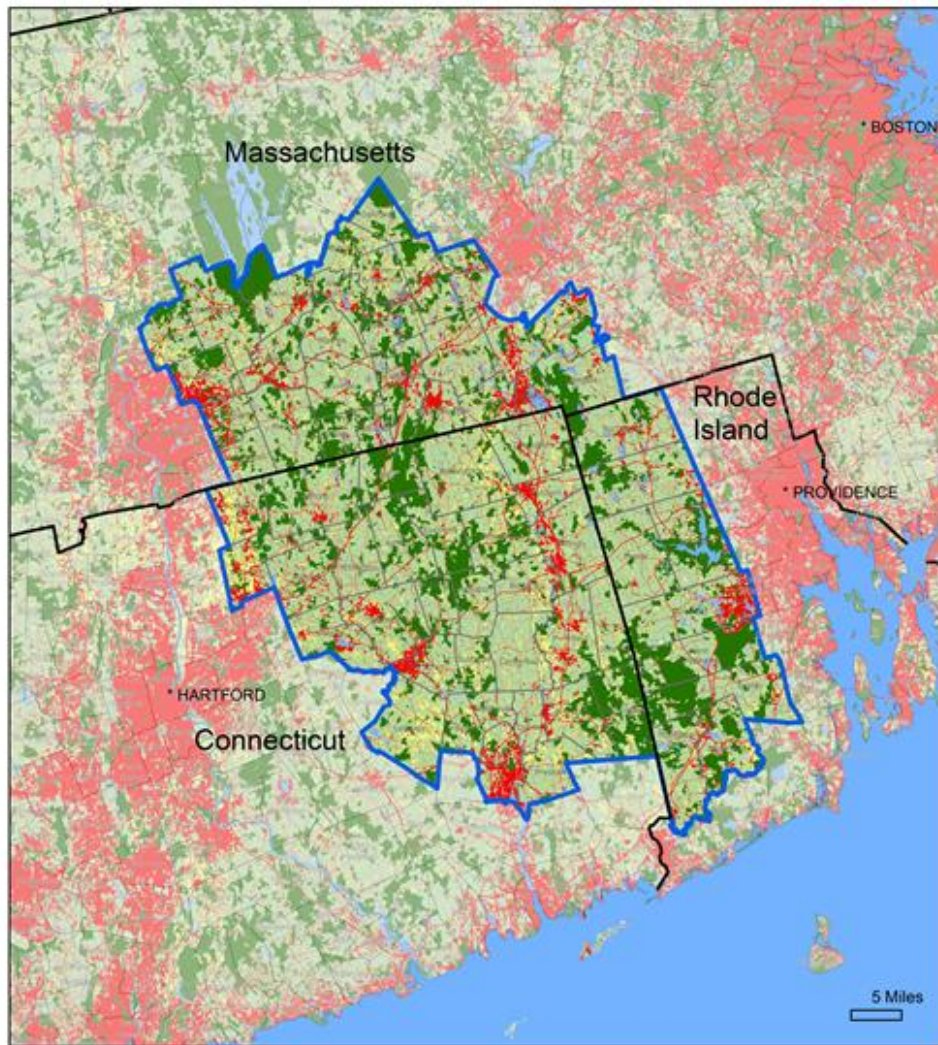 * BOSTON
Massachusetts
Rhode
Island
* PROVIDENCE
* HARTFORD
Connecticut
5 Miles